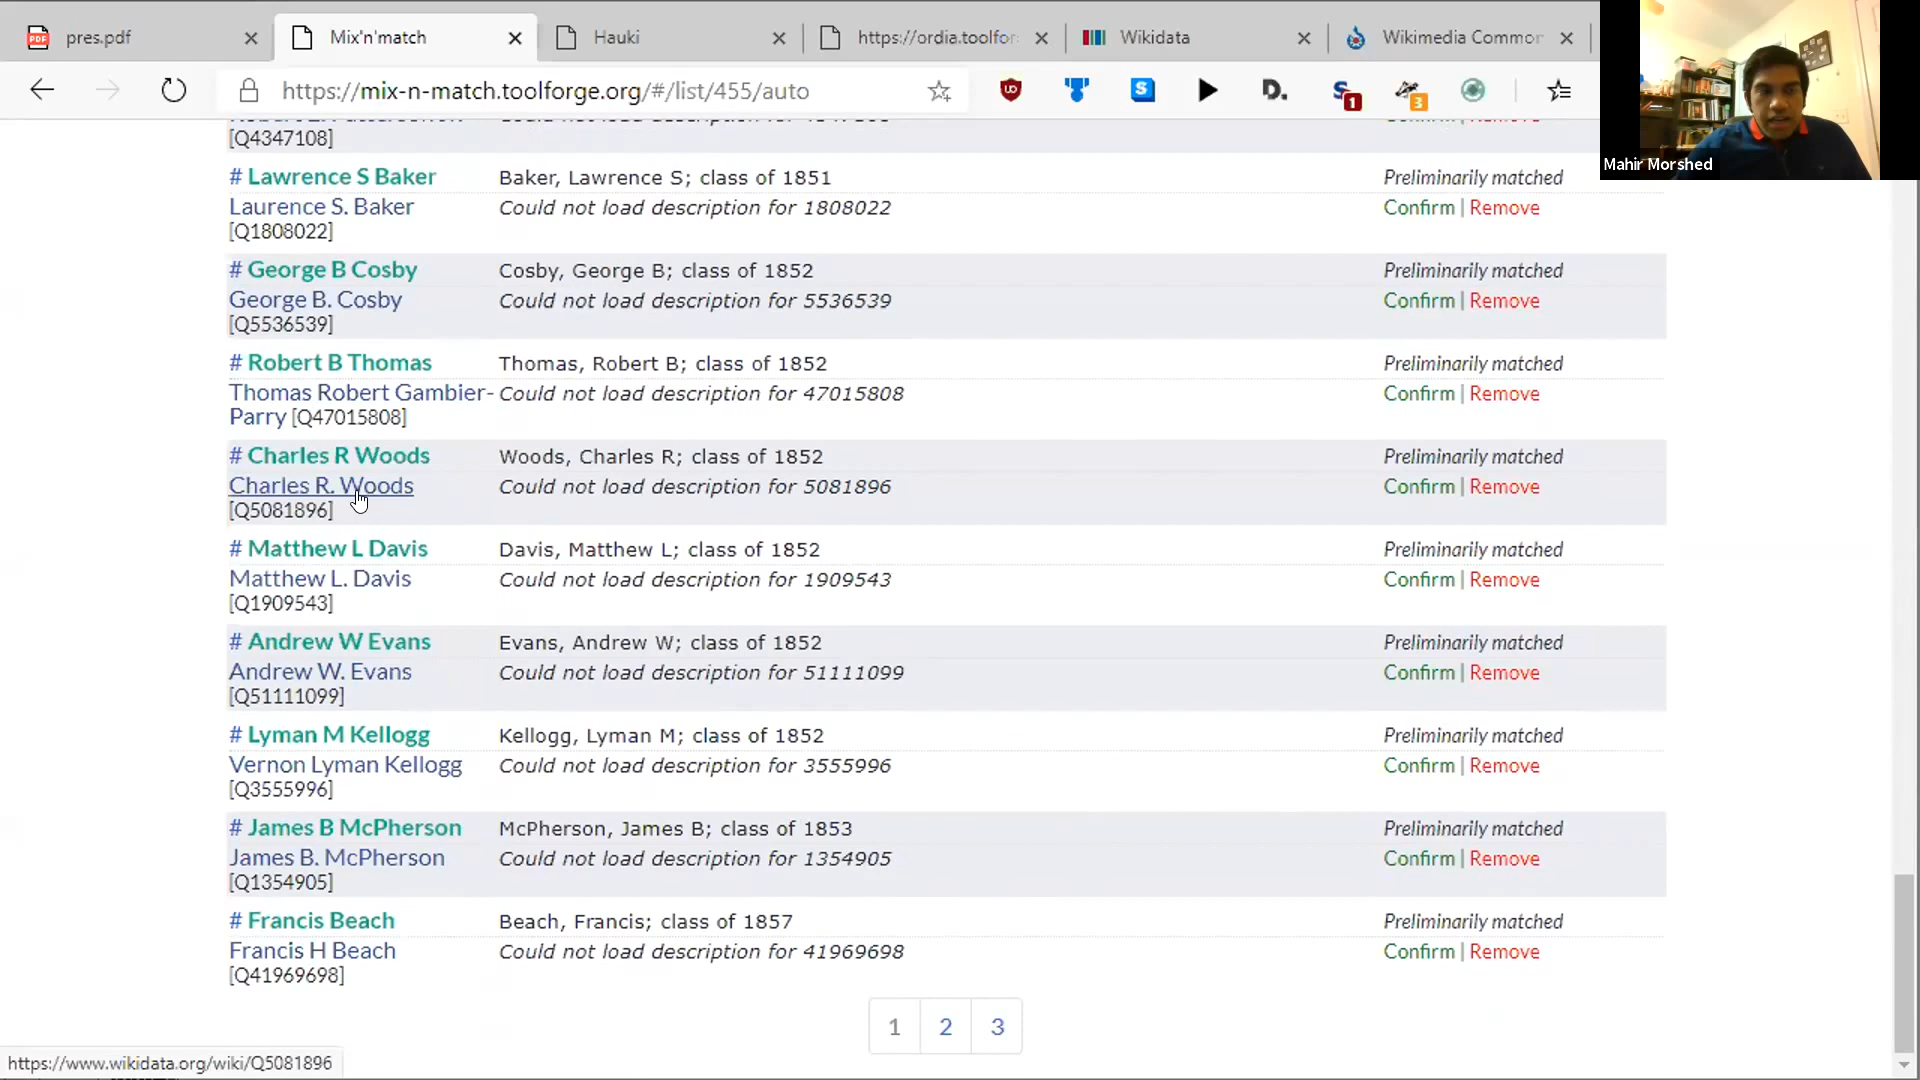 pres.pdf
Mix'n'match
Hauki
https://ordia.toolfor
Wikidata
Wikimedia Common
https://mix-n-match.toolforge.org/#/list/455/auto
1
3
Mahir Morshed
[Q4347108]
# Lawrence S Baker Baker, Lawrence S; class of 1851 Preliminarily matched
Laurence S. Baker Could not load description for 1808022 Confirm | Remove
[Q1808022]
# George B Cosby Cosby, George B; class of 1852 Preliminarily matched
George B. Cosby Could not load description for 5536539 Confirm | Remove
[Q5536539]
# Robert B Thomas Thomas, Robert B; class of 1852 Preliminarily matched
Thomas Robert Gambier- Could not load description for 47015808 Confirm | Remove
Parry [Q47015808]
# Charles R Woods Woods, Charles R; class of 1852 Preliminarily matched
Charles R. Woods Could not load description for 5081896 Confirm | Remove
[Q5081896]
# Matthew L Davis Davis, Matthew L; class of 1852 Preliminarily matched
Matthew L. Davis Could not load description for 1909543 Confirm | Remove
[Q1909543]
# Andrew W Evans Evans, Andrew W; class of 1852 Preliminarily matched
Andrew W. Evans Could not load description for 51111099 Confirm | Remove
[Q51111099]
# Lyman M Kellogg Kellogg, Lyman M; class of 1852 Preliminarily matched
Vernon Lyman Kellogg Could not load description for 3555996 Confirm | Remove
[Q3555996]
# James B McPherson McPherson, James B; class of 1853 Preliminarily matched
James B. McPherson Could not load description for 1354905 Confirm | Remove
[Q1354905]
# Francis Beach Beach, Francis; class of 1857 Preliminarily matched
Francis H Beach Could not load description for 41969698 Confirm | Remove
[Q41969698]
1 2 3
https://www.wikidata.org/wiki/Q5081896